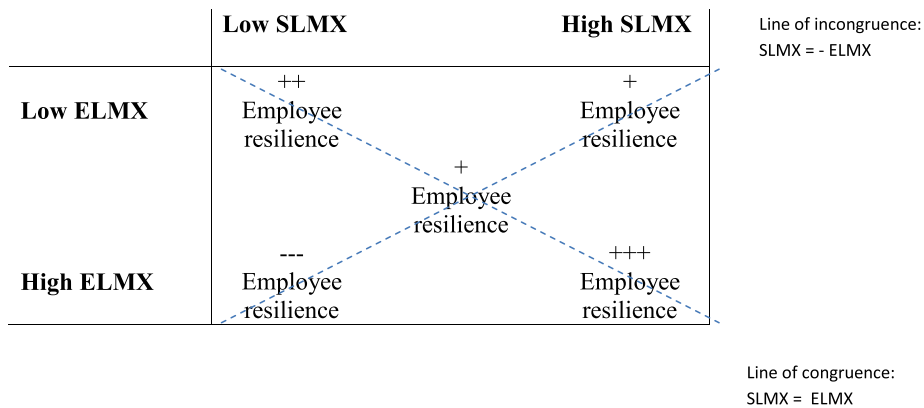 Low SLMX High SLMX
Line of incongruence:
SLMX = - ELMX
Low ELMX
++
Employee
resilience
+
Employee
resilience
+
Employee
resilience
High ELMX
---
Employee
resilience
+++
Employee
resilience
Line of congruence:
SLMX = ELMX